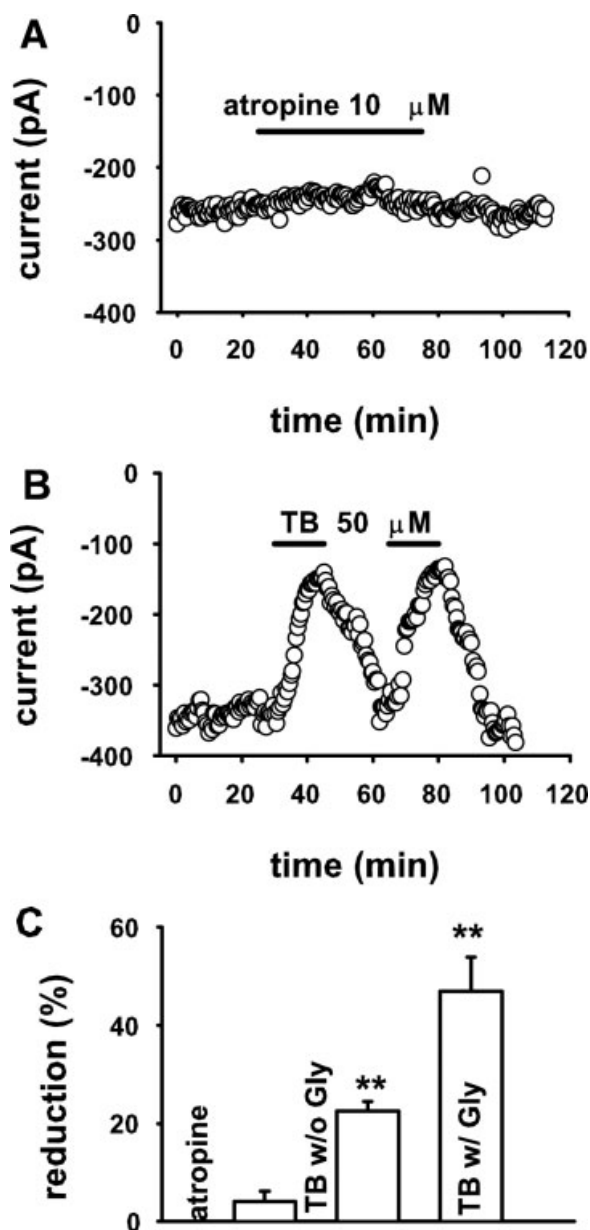 A
0
-100
-200
-300
-400
current (pA)
atropine 10 μM
0 20 40 60 80 100 120
time (min)
B
0
-100
-200
-300
-400
current (pA)
TB 50 μM
0 20 40 60 80 100 120
time (min)
C
60
40
20
0
reduction (%)
atropine
TB w/o Gly
**
TB w/ Gly
**